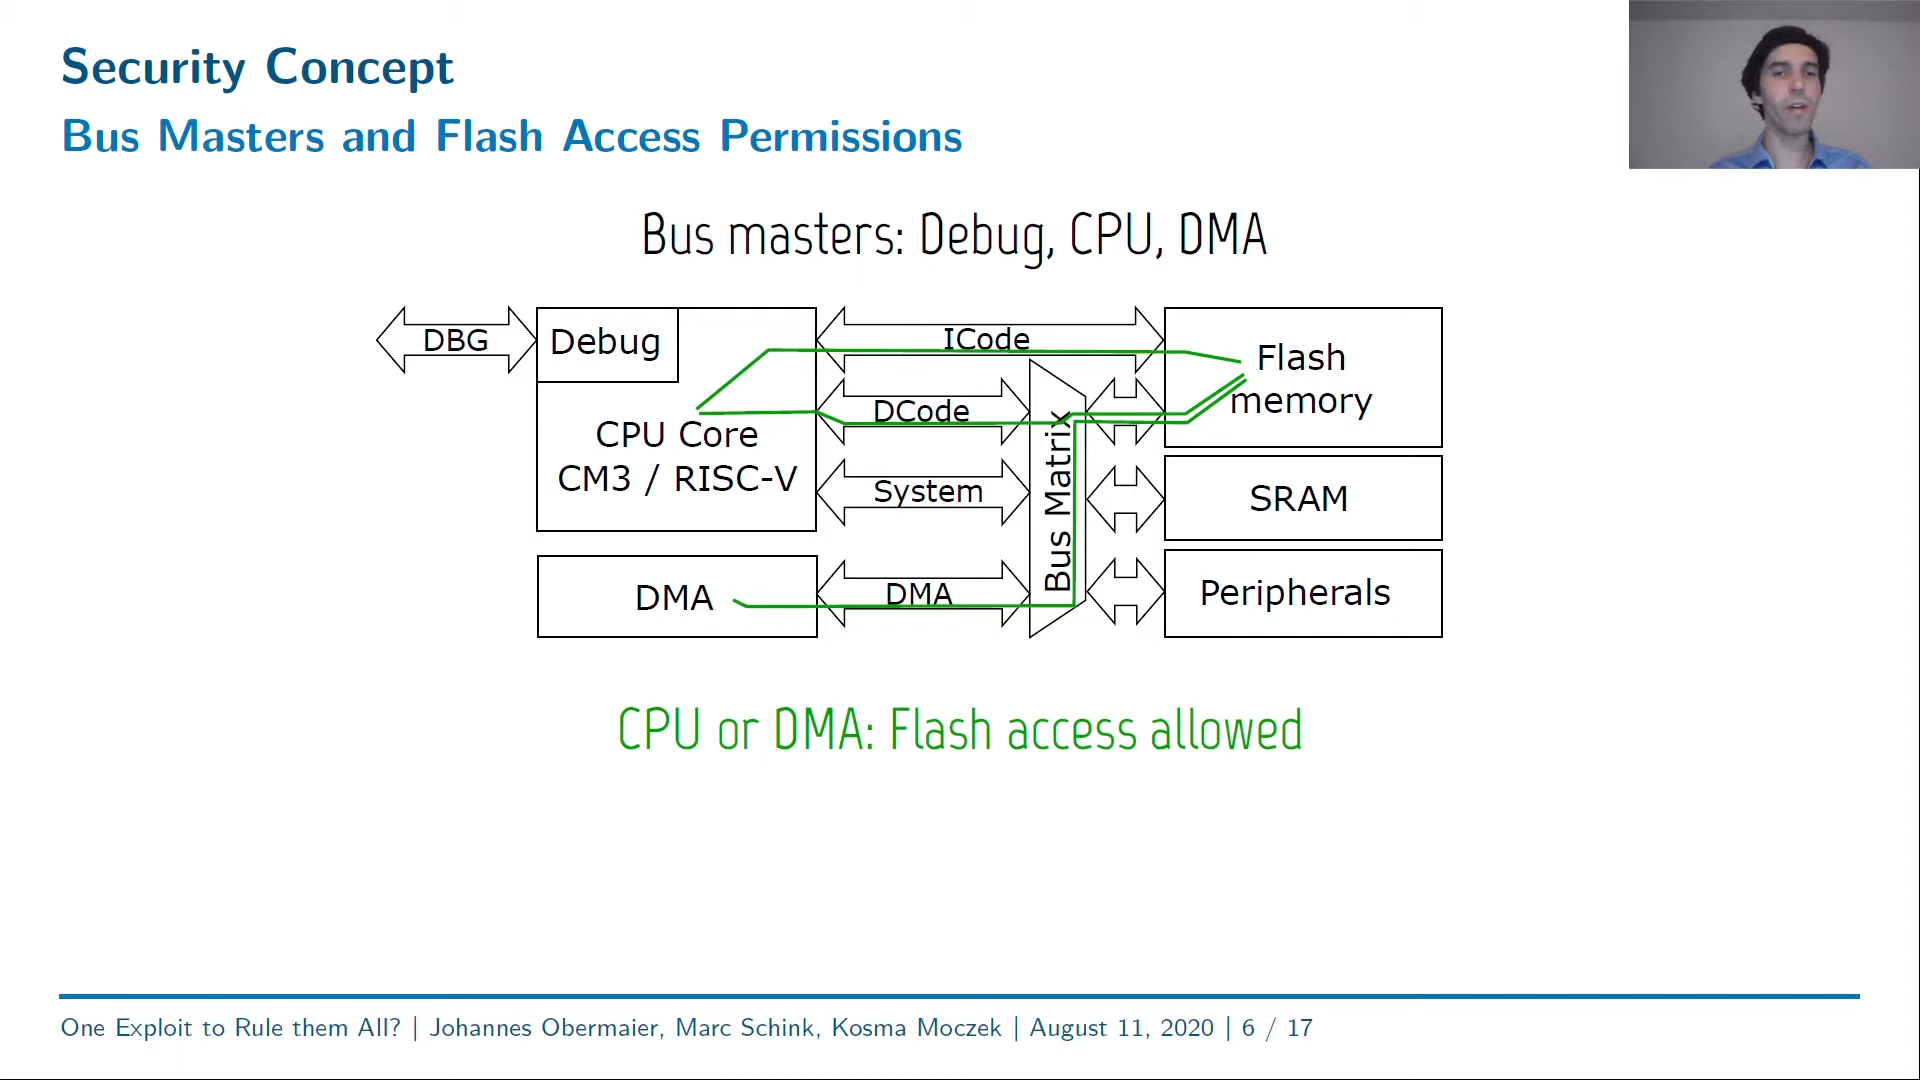 Security Concept
Bus Masters and Flash Access Permissions
Bus masters: Debug, CPU, DMA
DBG
Debug
CPU Core
CM3 / RISC-V
DMA
ICode
DCode
System
DMA
Bus Matrix
Flash
memory
SRAM
Peripherals
CPU or DMA: Flash access allowed
One Exploit to Rule them All? | Johannes Obermaier, Marc Schink, Kosma Moczek | August 11, 2020 | 6 / 17